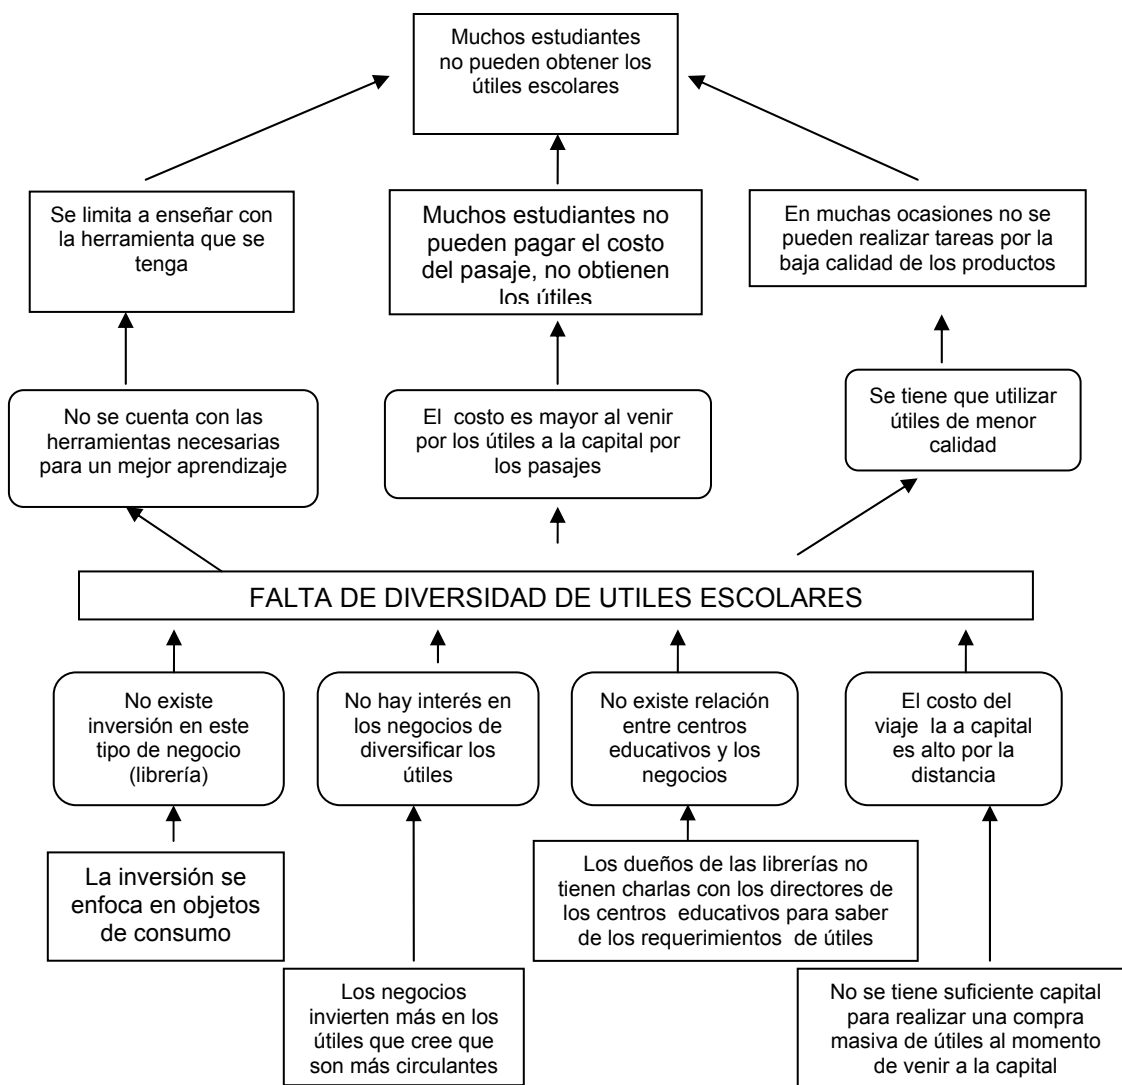 Muchos estudiantes
no pueden obtener los
útiles escolares
Se limita a enseñar con
la herramienta que se
tenga
Muchos estudiantes no
pueden pagar el costo
del pasaje, no obtienen
los útiles
En muchas ocasiones no se
pueden realizar tareas por la
baja calidad de los productos
No se cuenta con las
herramientas necesarias
para un mejor aprendizaje
El costo es mayor al venir
por los útiles a la capital por
los pasajes
Se tiene que utilizar
útiles de menor
calidad
FALTA DE DIVERSIDAD DE UTILES ESCOLARES
No existe
inversión en este
tipo de negocio
(librería)
No hay interés en
los negocios de
diversificar los
útiles
No existe relación
entre centros
educativos y los
negocios
El costo del
viaje la a capital
es alto por la
distancia
La inversión se
enfoca en objetos
de consumo
Los dueños de las librerías no
tienen charlas con los directores de
los centros educativos para saber
de los requerimientos de útiles
Los negocios
invierten más en los
útiles que cree que
son más circulantes
No se tiene suficiente capital
para realizar una compra
masiva de útiles al momento
de venir a la capital